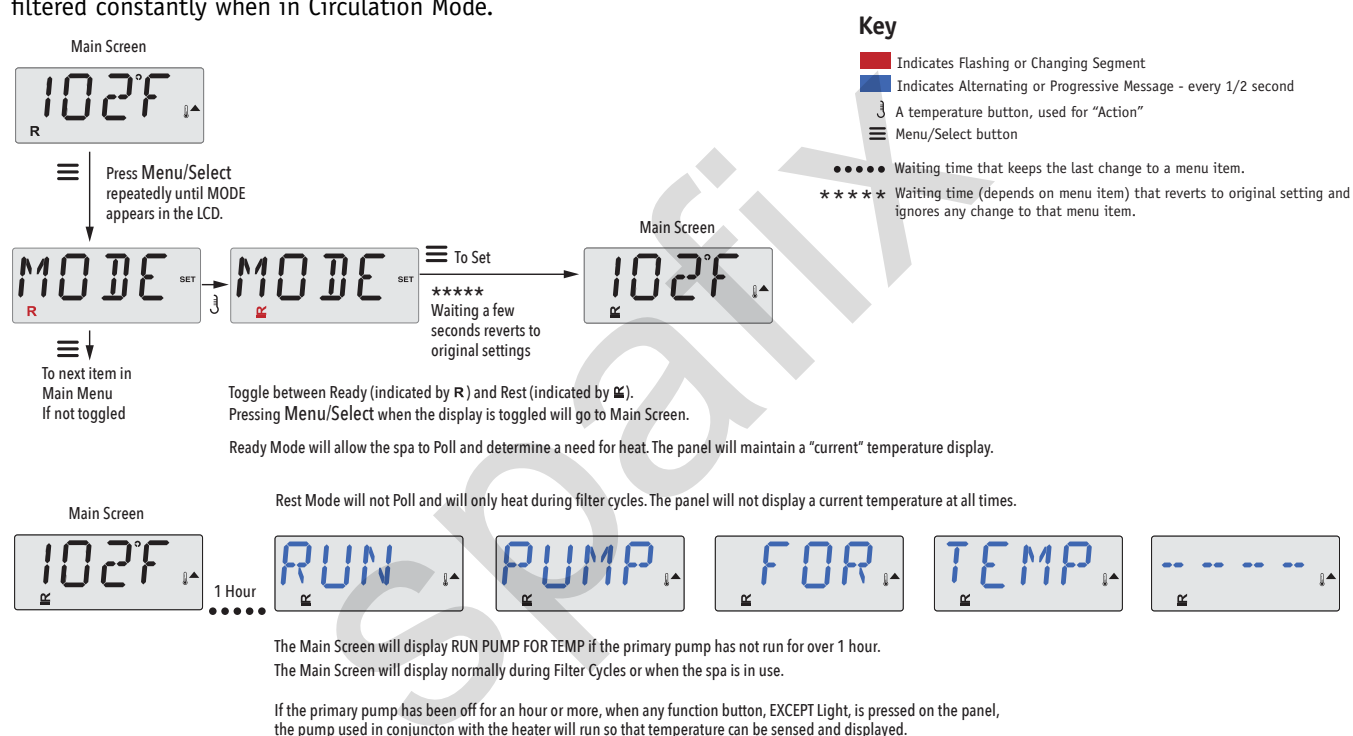 filtered constantly when in Circulation Mode.
Key
Indicates Flashing or Changing Segment
Indicates Alternating or Progressive Message - every 1/2 second
A temperature button, used for “Action”
Menu/Select button
••••• Waiting time that keeps the last change to a menu item.
***** Waiting time (depends on menu item) that reverts to original setting and
ignores any change to that menu item.
Main Screen
102°F
R
Press Menu/Select
repeatedly until MODE
appears in the LCD.
MODE SET
R
MODE SET
R
To Set
*****
Waiting a few
seconds reverts to
original settings
Main Screen
102°F
R
To next item in
Main Menu
If not toggled
Toggle between Ready (indicated by R ) and Rest (indicated by R ).
Pressing Menu/Select when the display is toggled will go to Main Screen.
Ready Mode will allow the spa to Poll and determine a need for heat. The panel will maintain a “current” temperature display.
Rest Mode will not Poll and will only heat during filter cycles. The panel will not display a current temperature at all times.
Main Screen
102°F
R
1 Hour
•••••
RUN
R
PUMP
R
FOR
R
TEMP
R
-- -- -- --
R
The Main Screen will display RUN PUMP FOR TEMP if the primary pump has not run for over 1 hour.
The Main Screen will display normally during Filter Cycles or when the spa is in use.
If the primary pump has been off for an hour or more, when any function button, EXCEPT Light, is pressed on the panel,
the pump used in conjuncton with the heater will run so that temperature can be sensed and displayed.
spafix